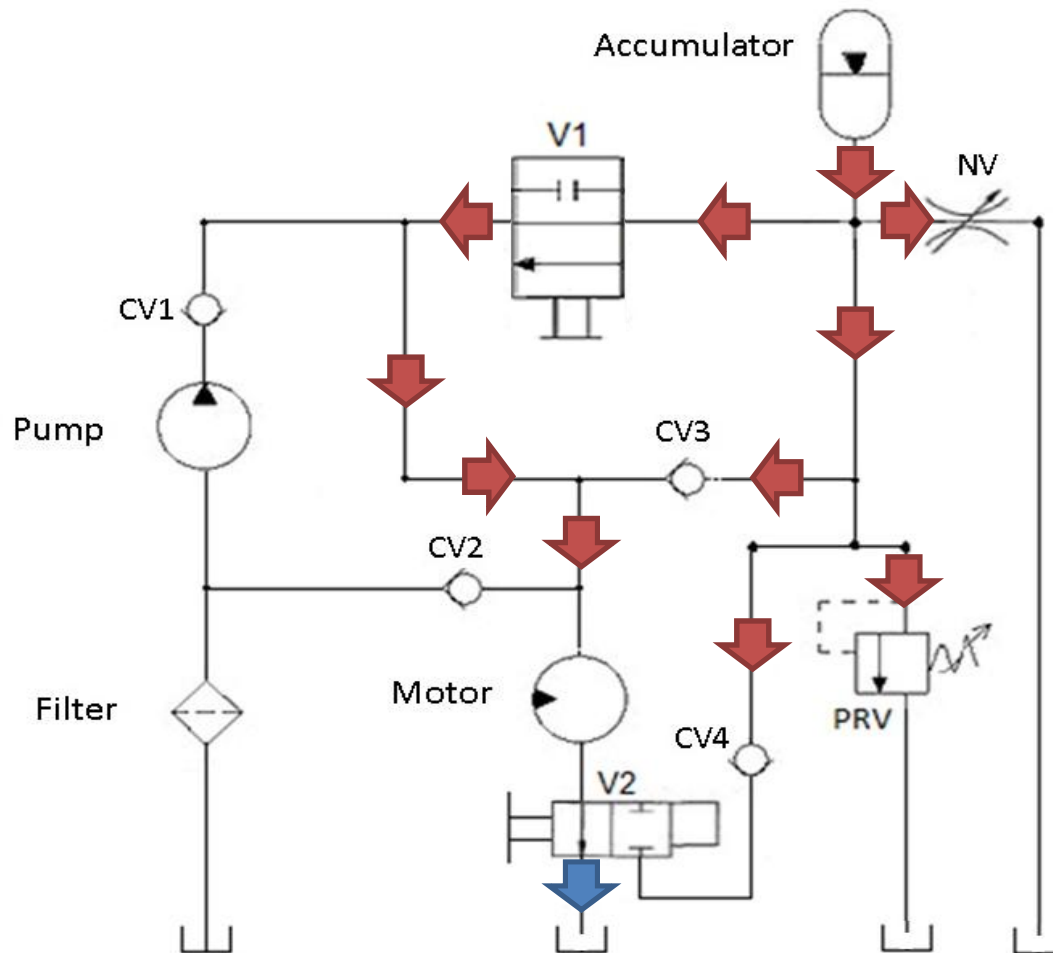 Accumulator
V1
NV
CV1
Pump
CV3
CV2
Motor
Filter
PRV
CV4
V2